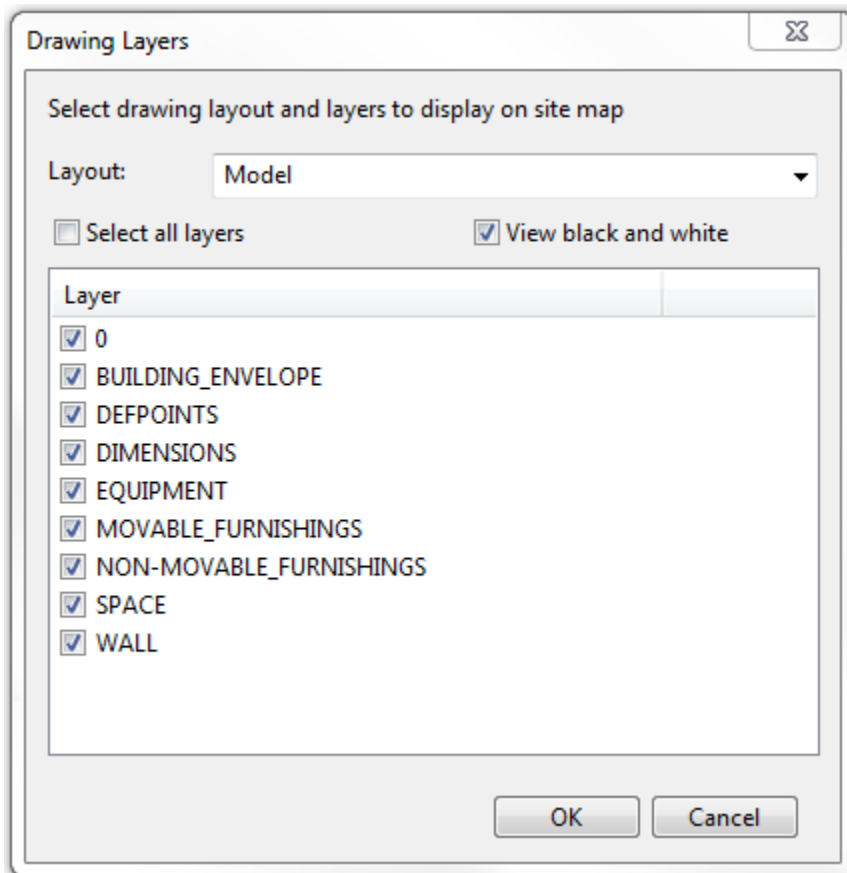 Drawing Layers
Select drawing layout and layers to display on site map
Layout: Model
Select all layers View black and white
Layer
0
BUILDING_ENVELOPE
DEFPOINTS
DIMENSIONS
EQUIPMENT
MOVABLE_FURNISHINGS
NON-MOVABLE_FURNISHINGS
SPACE
WALL
OK Cancel